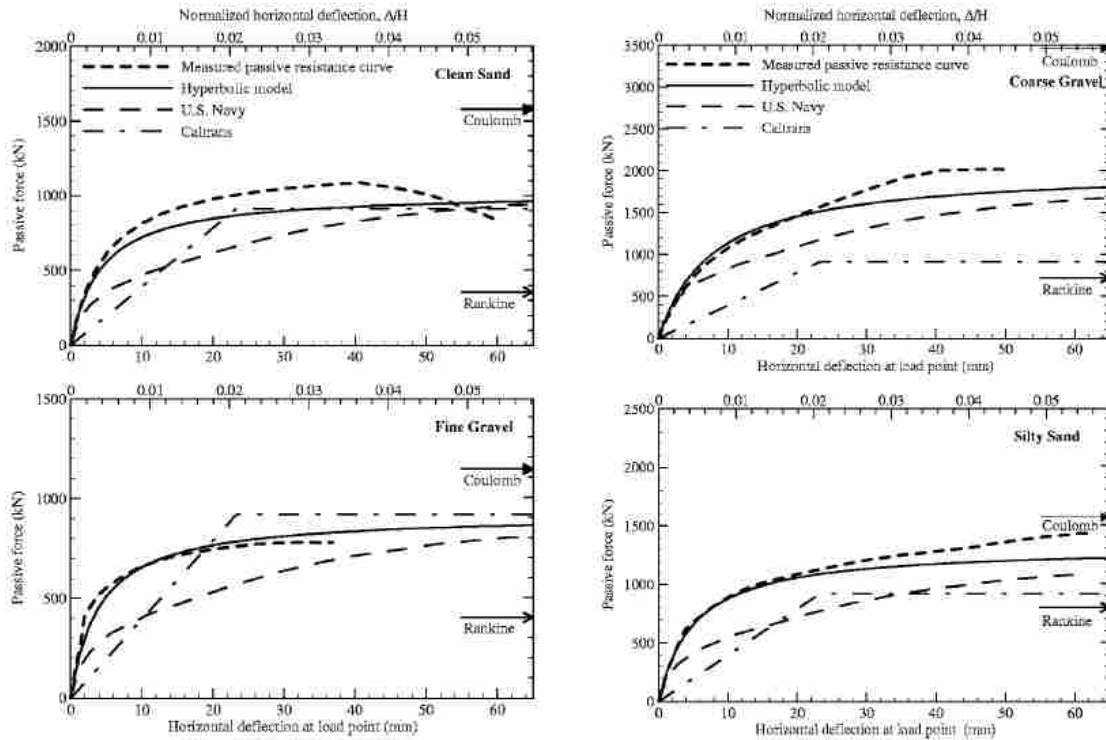 Normalized horizontal deflection, Δ/H
0 0.01 0.02 0.03 0.04 0.05
2000
1500
1000
500
0
Passive force (kN)
Measured passive resistance curve
Hyperbolic model
U.S. Navy
Caltrans
Clean Sand
Coulomb
Rankine
0 10 20 30 40 50 60
Normalized horizontal deflection, Δ/H
0 0.01 0.02 0.03 0.04 0.05
3500
3000
2500
2000
1500
1000
500
0
Passive force (kN)
Measured passive resistance curve
Hyperbolic model
U.S. Navy
Caltrans
Coulomb
Coarse Gravel
Rankine
0 10 20 30 40 50 60
Horizontal deflection at load point (mm)
0 0.01 0.02 0.03 0.04 0.05
1500
1000
500
0
Passive force (kN)
Fine Gravel
Coulomb
Rankine
0 10 20 30 40 50 60
Horizontal deflection at load point (mm)
0 0.01 0.02 0.03 0.04 0.05
2500
2000
1500
1000
500
0
Passive force (kN)
Silty Sand
Coulomb
Rankine
0 10 20 30 40 50 60
Horizontal deflection at load point (mm)